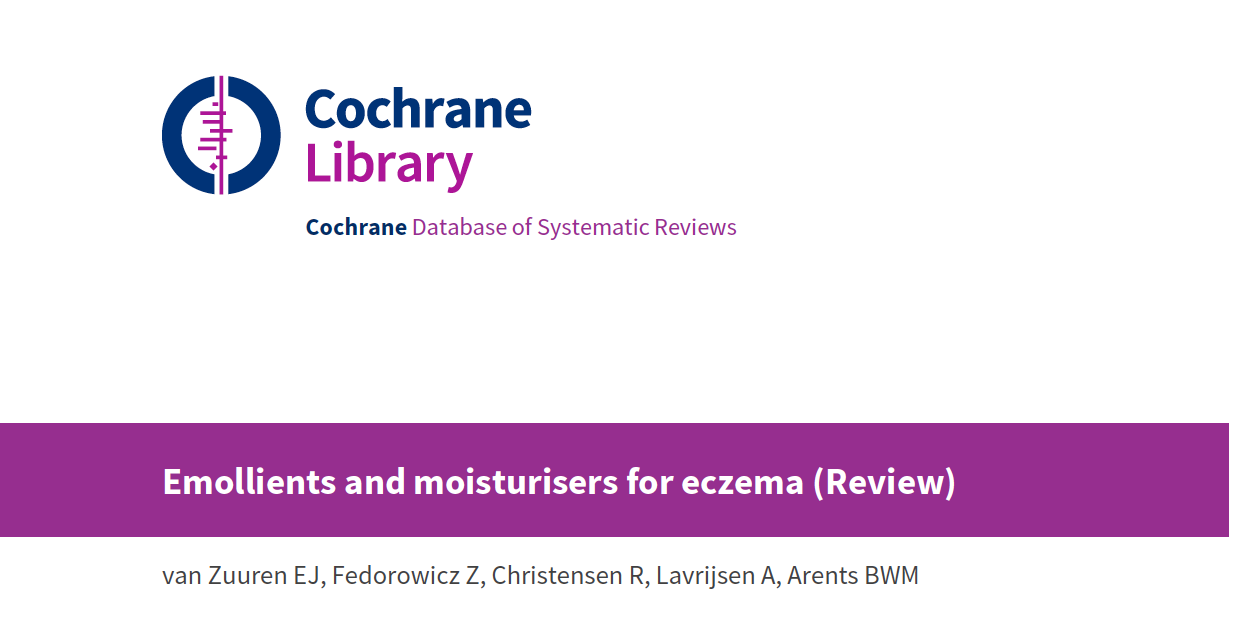 Cochrane
Library
Cochrane Database of Systematic Reviews
Emollients and moisturisers for eczema (Review)
van Zuuren EJ, Fedorowicz Z, Christensen R, Lavrijsen A, Arents BWM